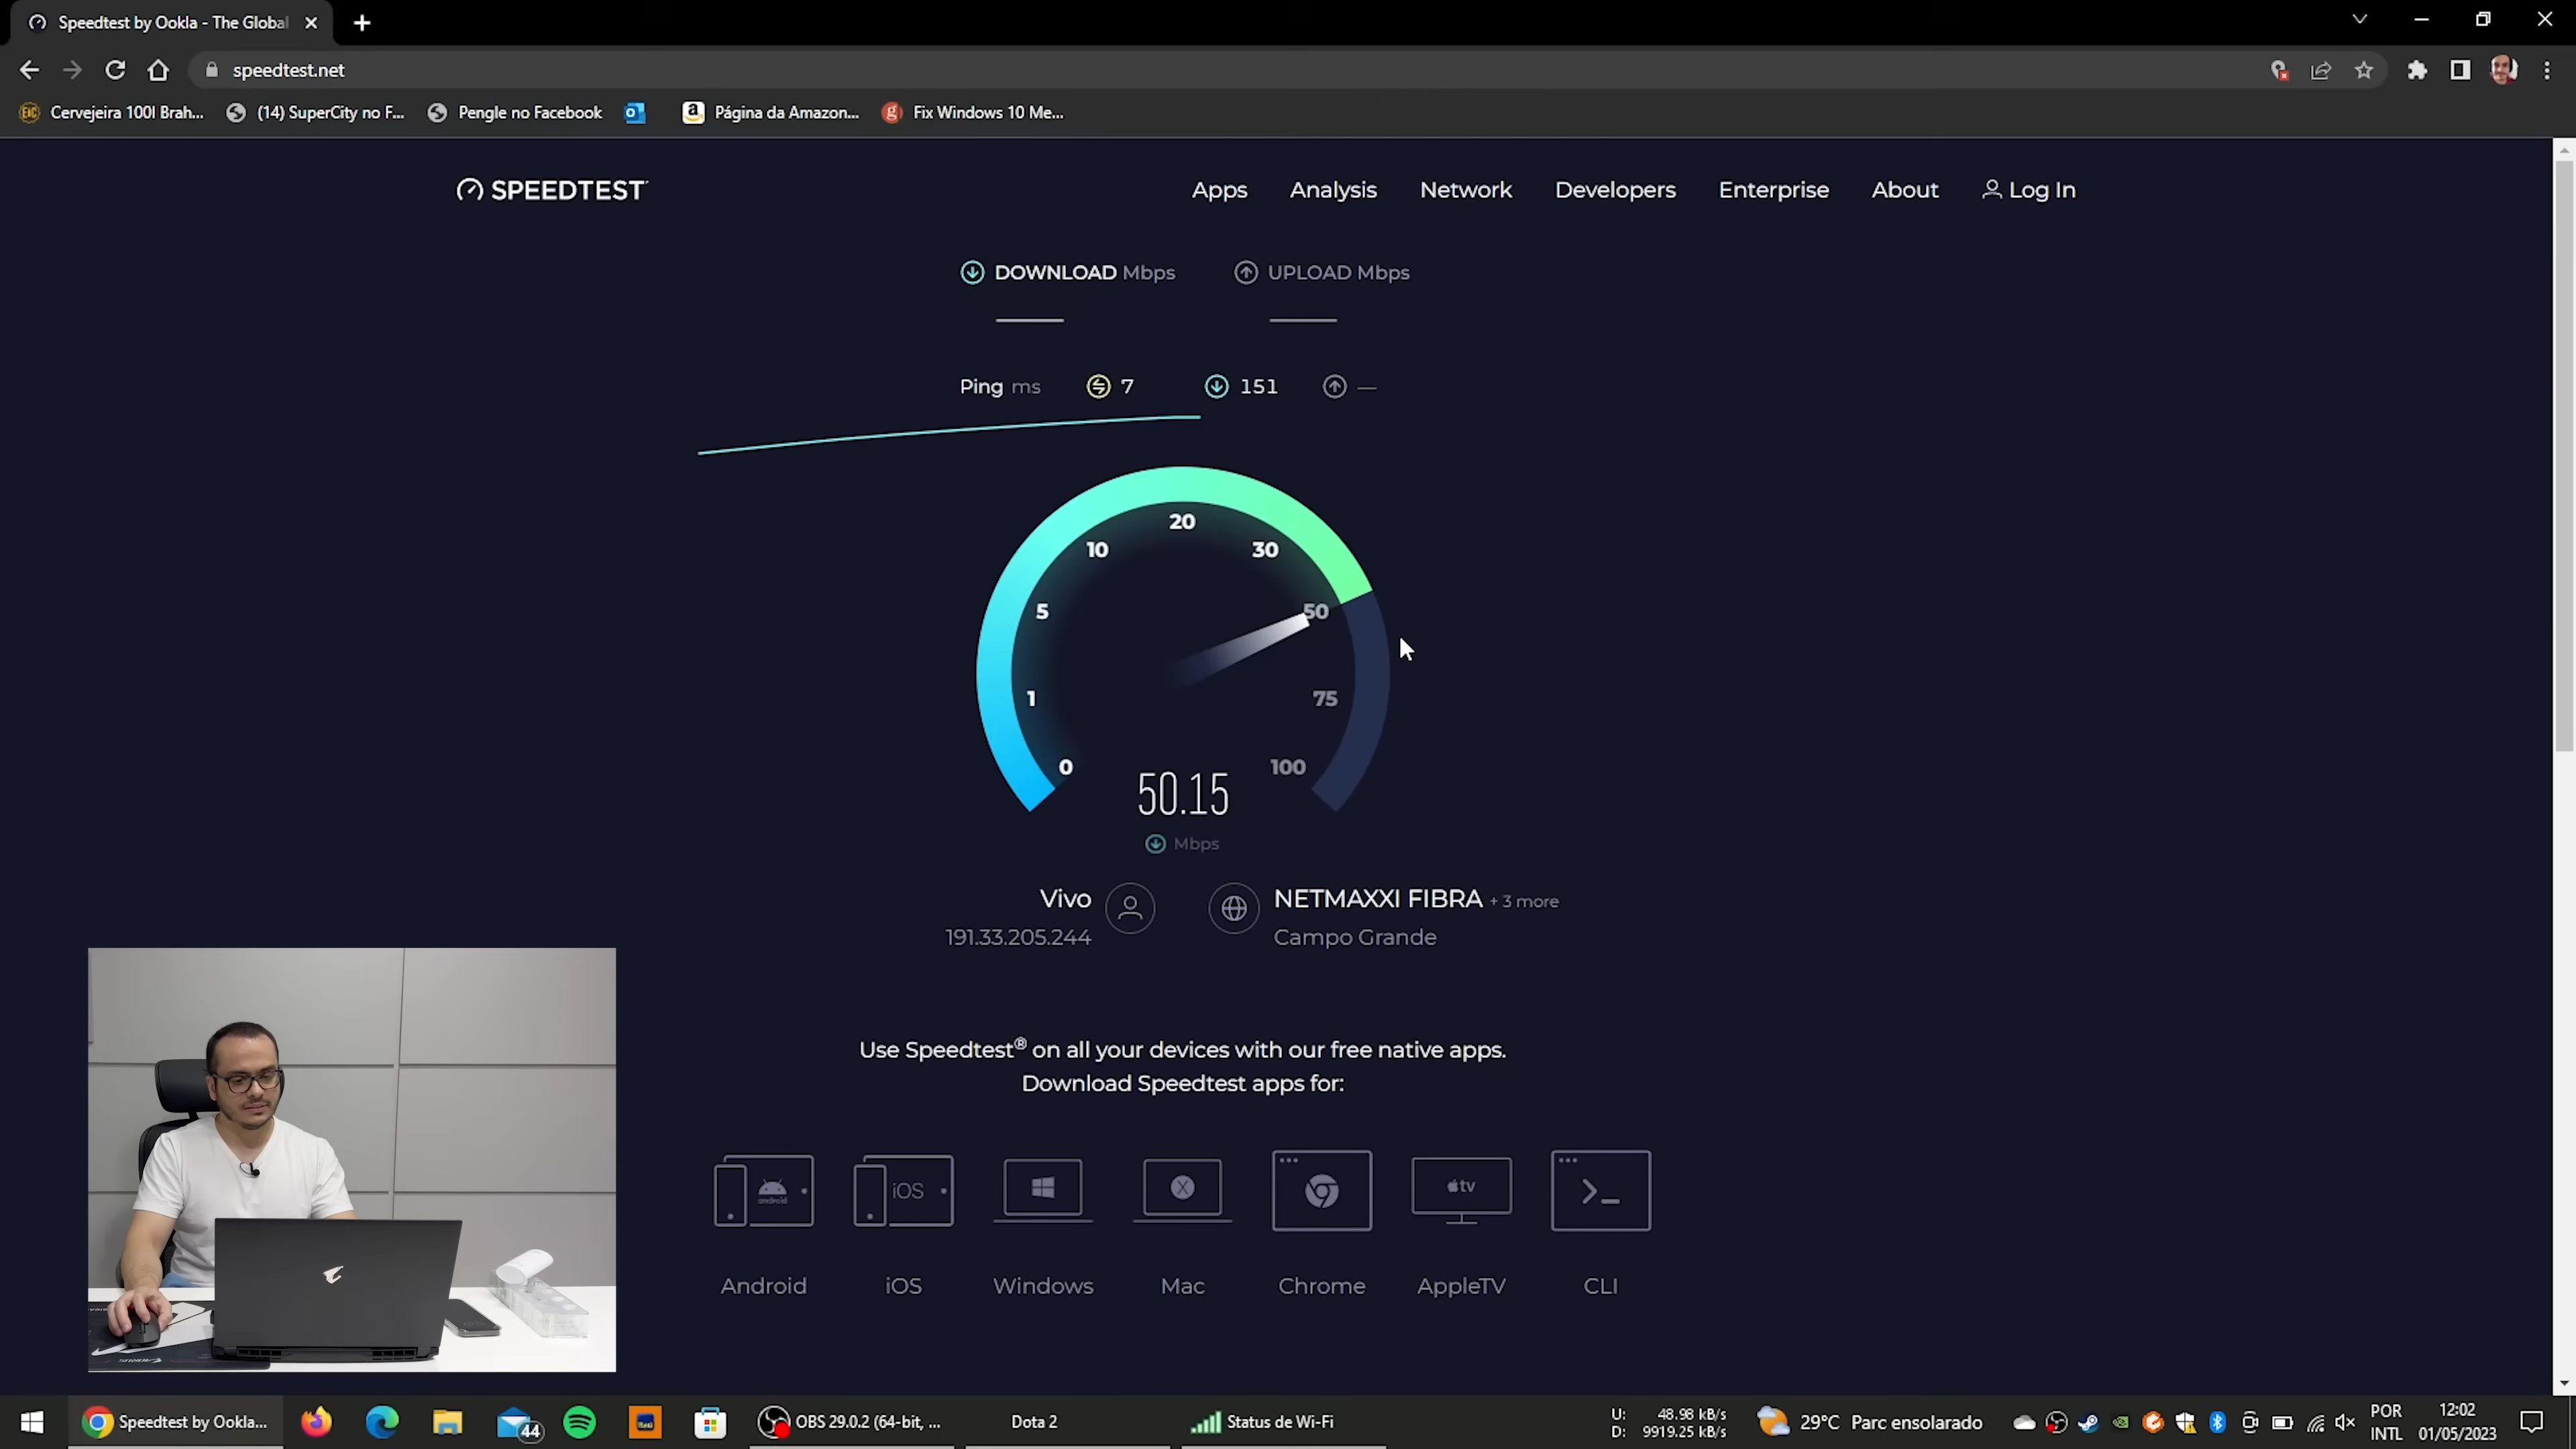 Speedtest by Ookla - The Global
speedtest.net
Cervejeira 100l Brah... (14) SuperCity no F... Pengle no Facebook Página da Amazon... Fix Windows 10 Me...
SPEEDTEST
Apps Analysis Network Developers Enterprise About Log In
DOWNLOAD Mbps UPLOAD Mbps
Ping ms 7 151 —
0
1
5
10
20
30
50
75
100
50.15
Mbps
Vivo
191.33.205.244
NETMAXXI FIBRA + 3 more
Campo Grande
Use Speedtest® on all your devices with our free native apps.
Download Speedtest apps for:
android iOS tv
Android iOS Windows Mac Chrome AppleTV CLI
Speedtest by Ookla... 44 OBS 29.0.2 (64-bit, ... Dota 2 Status de Wi-Fi
U: 48.98 kB/s
D: 9919.25 kB/s
29°C Parc ensolarado
POR
INTL
12:02
01/05/2023